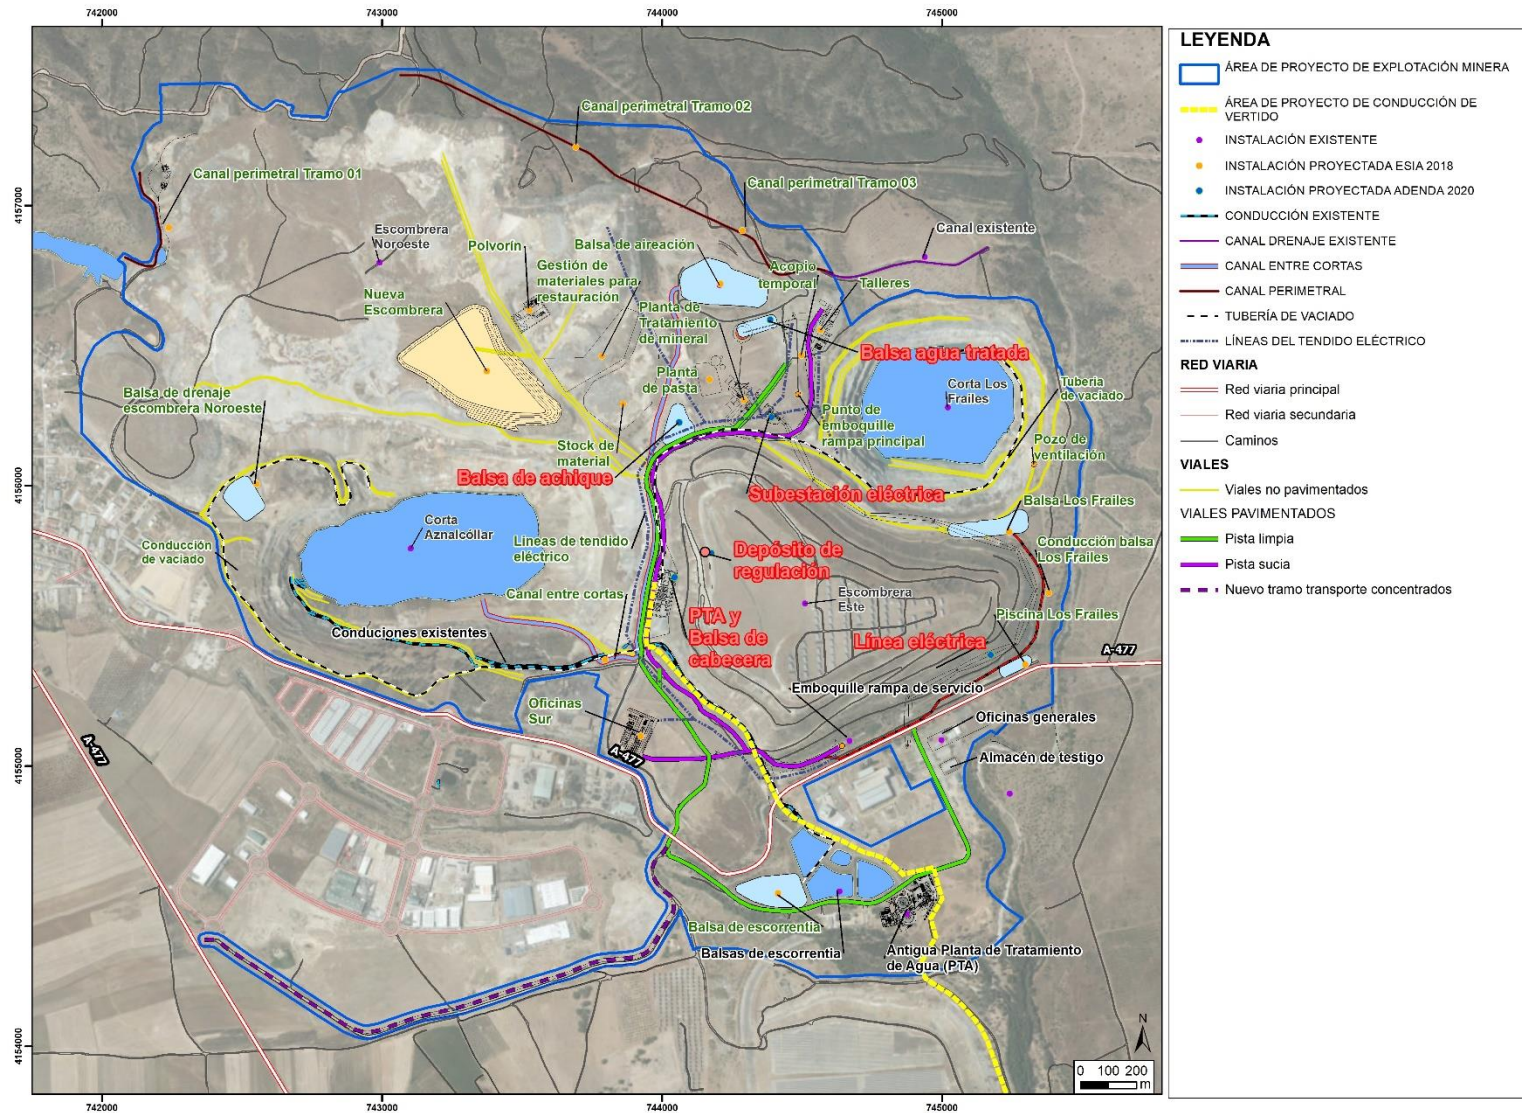 742000
743000
744000
745000
4157000
4156000
4155000
4154000
Canal perimetral Tramo 02
Canal perimetral Tramo 01
Canal perimetral Tramo 03
Escombrera
Noroeste
Polvorín
Balsa de aireación
Canal existente
Gestión de
materiales para
restauración
Acopio
temporal
Talleres
Nueva
Escombrera
Planta de
Tratamiento
de mineral
Balsa agua tratada
Planta
de pasta
Corta Los
Frailes
Tubería
de vaciado
Balsa de drenaje
escombrera Noroeste
Punto de
emboquille
rampa principal
Pozo de
ventilación
Stock de
material
Balsa de achique
Subestación eléctrica
Balsa Los Frailes
Corta
Aznalcóllar
Líneas de tendido
eléctrico
Depósito de
regulación
Conducción balsa
Los Frailes
Conducción
de vaciado
Canal entre cortas
Escombrera
Este
Piscina Los Frailes
PTA y
Balsa de
cabecera
Línea eléctrica
Conduciones existentes
A-477
Emboquille rampa de servicio
Oficinas
Sur
Oficinas generales
A-477
A-477
Almacén de testigo
Balsa de escorrentia
Balsas de escorrentia
Antigua Planta de Tratamiento
de Agua (PTA)
N
0 100 200
m
742000
743000
744000
745000
LEYENDA
ÁREA DE PROYECTO DE EXPLOTACIÓN MINERA
ÁREA DE PROYECTO DE CONDUCCIÓN DE
VERTIDO
INSTALACIÓN EXISTENTE
INSTALACIÓN PROYECTADA ESIA 2018
INSTALACIÓN PROYECTADA ADENDA 2020
CONDUCCIÓN EXISTENTE
CANAL DRENAJE EXISTENTE
CANAL ENTRE CORTAS
CANAL PERIMETRAL
TUBERÍA DE VACIADO
LÍNEAS DEL TENDIDO ELÉCTRICO
RED VIARIA
Red viaria principal
Red viaria secundaria
Caminos
VIALES
Viales no pavimentados
VIALES PAVIMENTADOS
Pista limpia
Pista sucia
Nuevo tramo transporte concentrados